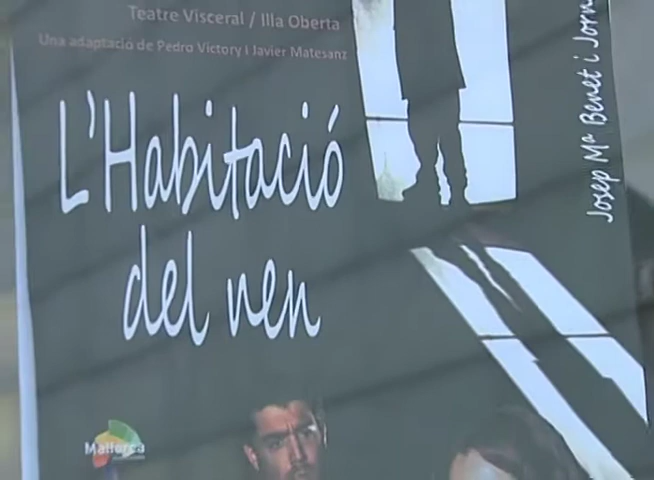 Teatre Visceral / Illa Oberta
Una adaptació de Pedro Victory i Javier Matesanz
L'Habitació
del nen
Josep Mª Benet i Jorn
Mallorca